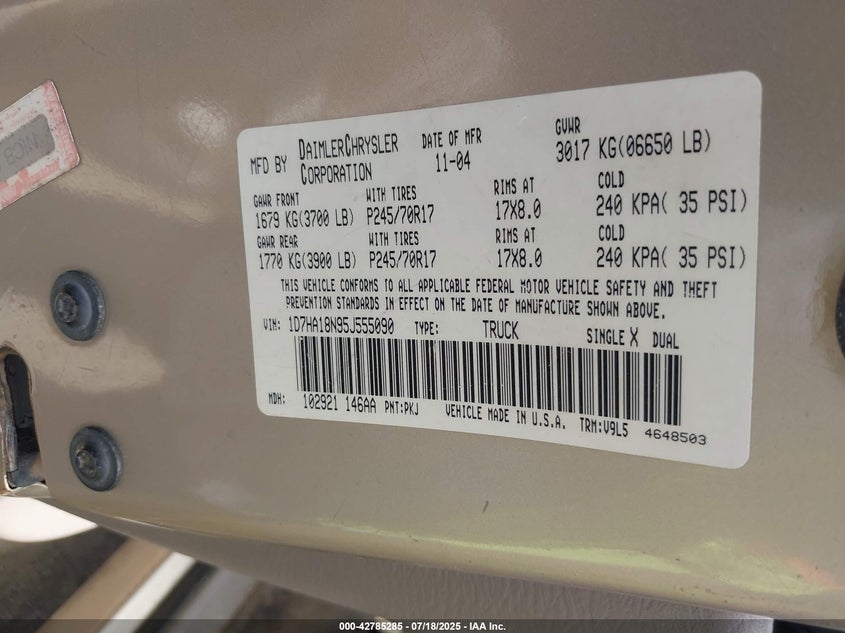 MFD BY DAIMLERCHRYSLER CORPORATION
DATE OF MFR 11-04
GVWR 3017 KG(06650 LB)
GAWR FRONT WITH TIRES RIMS AT COLD
1679 KG(3700 LB) P245/70R17 17X8.0 240 KPA( 35 PSI)
GAWR REAR WITH TIRES RIMS AT COLD
1770 KG(3900 LB) P245/70R17 17X8.0 240 KPA( 35 PSI)
THIS VEHICLE CONFORMS TO ALL APPLICABLE FEDERAL MOTOR VEHICLE SAFETY AND THEFT
PREVENTION STANDARDS IN EFFECT ON THE DATE OF MANUFACTURE SHOWN ABOVE.
VIN: 1D7HA18N95J555090 TYPE: TRUCK SINGLE X DUAL
MDH: 102921 146AA PNT:PKJ VEHICLE MADE IN U.S.A. TRM:V9L5 4648503
000-42785285 - 07/18/2025 - IAA Inc.